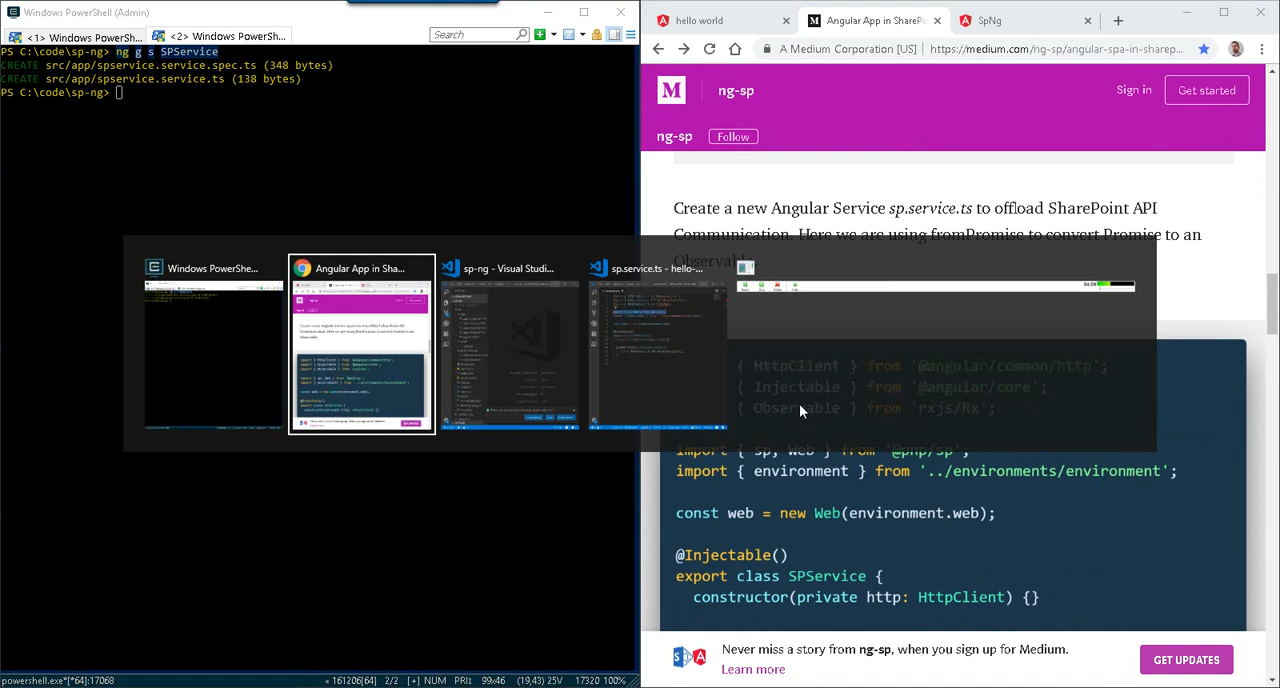 Windows PowerShell (Admin)
<1> Windows PowerSh...
<2> Windows PowerSh...
Search
PS C:\code\sp-ng> ng g s SPService
CREATE src/app/spservice.service.spec.ts (348 bytes)
CREATE src/app/spservice.service.ts (138 bytes)
PS C:\code\sp-ng>
powershell.exe*[*64]:17068
« 161206[64] 2/2 [+] NUM PRI: 99x46 (19,43) 25V 17320 100%
hello world
Angular App in ShareP
SpNg
A Medium Corporation [US]
https://medium.com/ng-sp/angular-spa-in-sharep...
M
ng-sp
Sign in
Get started
ng-sp
Follow
Create a new Angular Service sp.service.ts to offload SharePoint API
Communication. Here we are using fromPromise to convert Promise to an
Observable.
Windows PowerShe...
Angular App in Sha...
sp-ng - Visual Studi...
sp.service.ts - hello-...
04:09
{ HttpClient } from '@angular/common/http';
{ Injectable } from '@angular/core';
{ Observable } from 'rxjs/Rx';
import { sp, Web } from '@pnp/sp';
import { environment } from '../environments/environment';
const web = new Web(environment.web);
@Injectable()
export class SPService {
constructor(private http: HttpClient) {}
Never miss a story from ng-sp, when you sign up for Medium.
Learn more
GET UPDATES